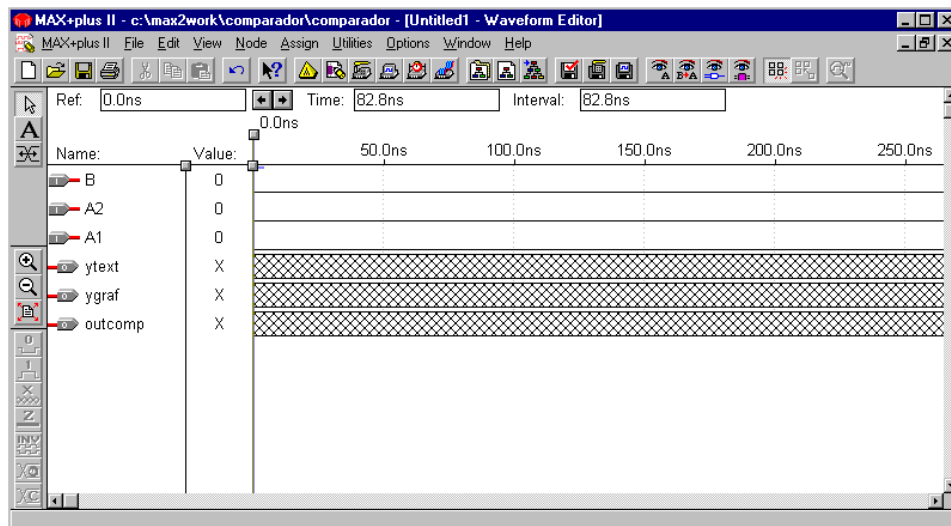 MAX+plus II - c:\max2work\comparador\comparador - [Untitled1 - Waveform Editor]
MAX+plus II File Edit View Node Assign Utilities Options Window Help
Ref: 0.0ns Time: 82.8ns Interval: 82.8ns
0.0ns
Name: Value: 50.0ns 100.0ns 150.0ns 200.0ns 250.0ns
B 0
A2 0
A1 0
ytext X
ygraf X
outcomp X